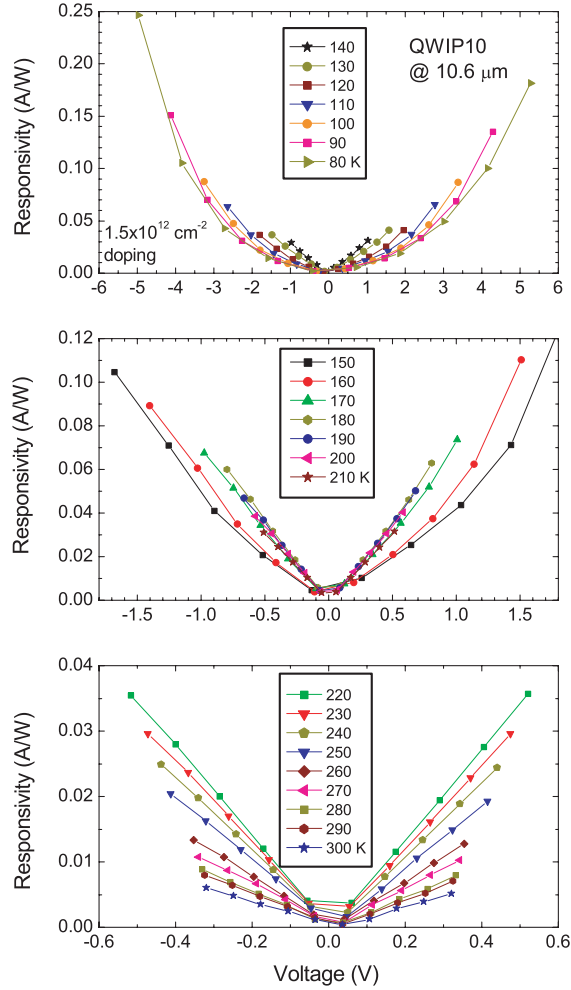 0.25
0.20
0.15
0.10
0.05
0.00
Responsivity (A/W)
140
130
120
110
100
90
80 K
QWIP10
@ 10.6 μm
1.5x10¹² cm⁻²
doping
-6 -5 -4 -3 -2 -1 0 1 2 3 4 5 6
0.12
0.10
0.08
0.06
0.04
0.02
0.00
Responsivity (A/W)
150
160
170
180
190
200
210 K
-1.5 -1.0 -0.5 0.0 0.5 1.0 1.5
0.04
0.03
0.02
0.01
0.00
Responsivity (A/W)
220
230
240
250
260
270
280
290
300 K
-0.6 -0.4 -0.2 0.0 0.2 0.4 0.6
Voltage (V)